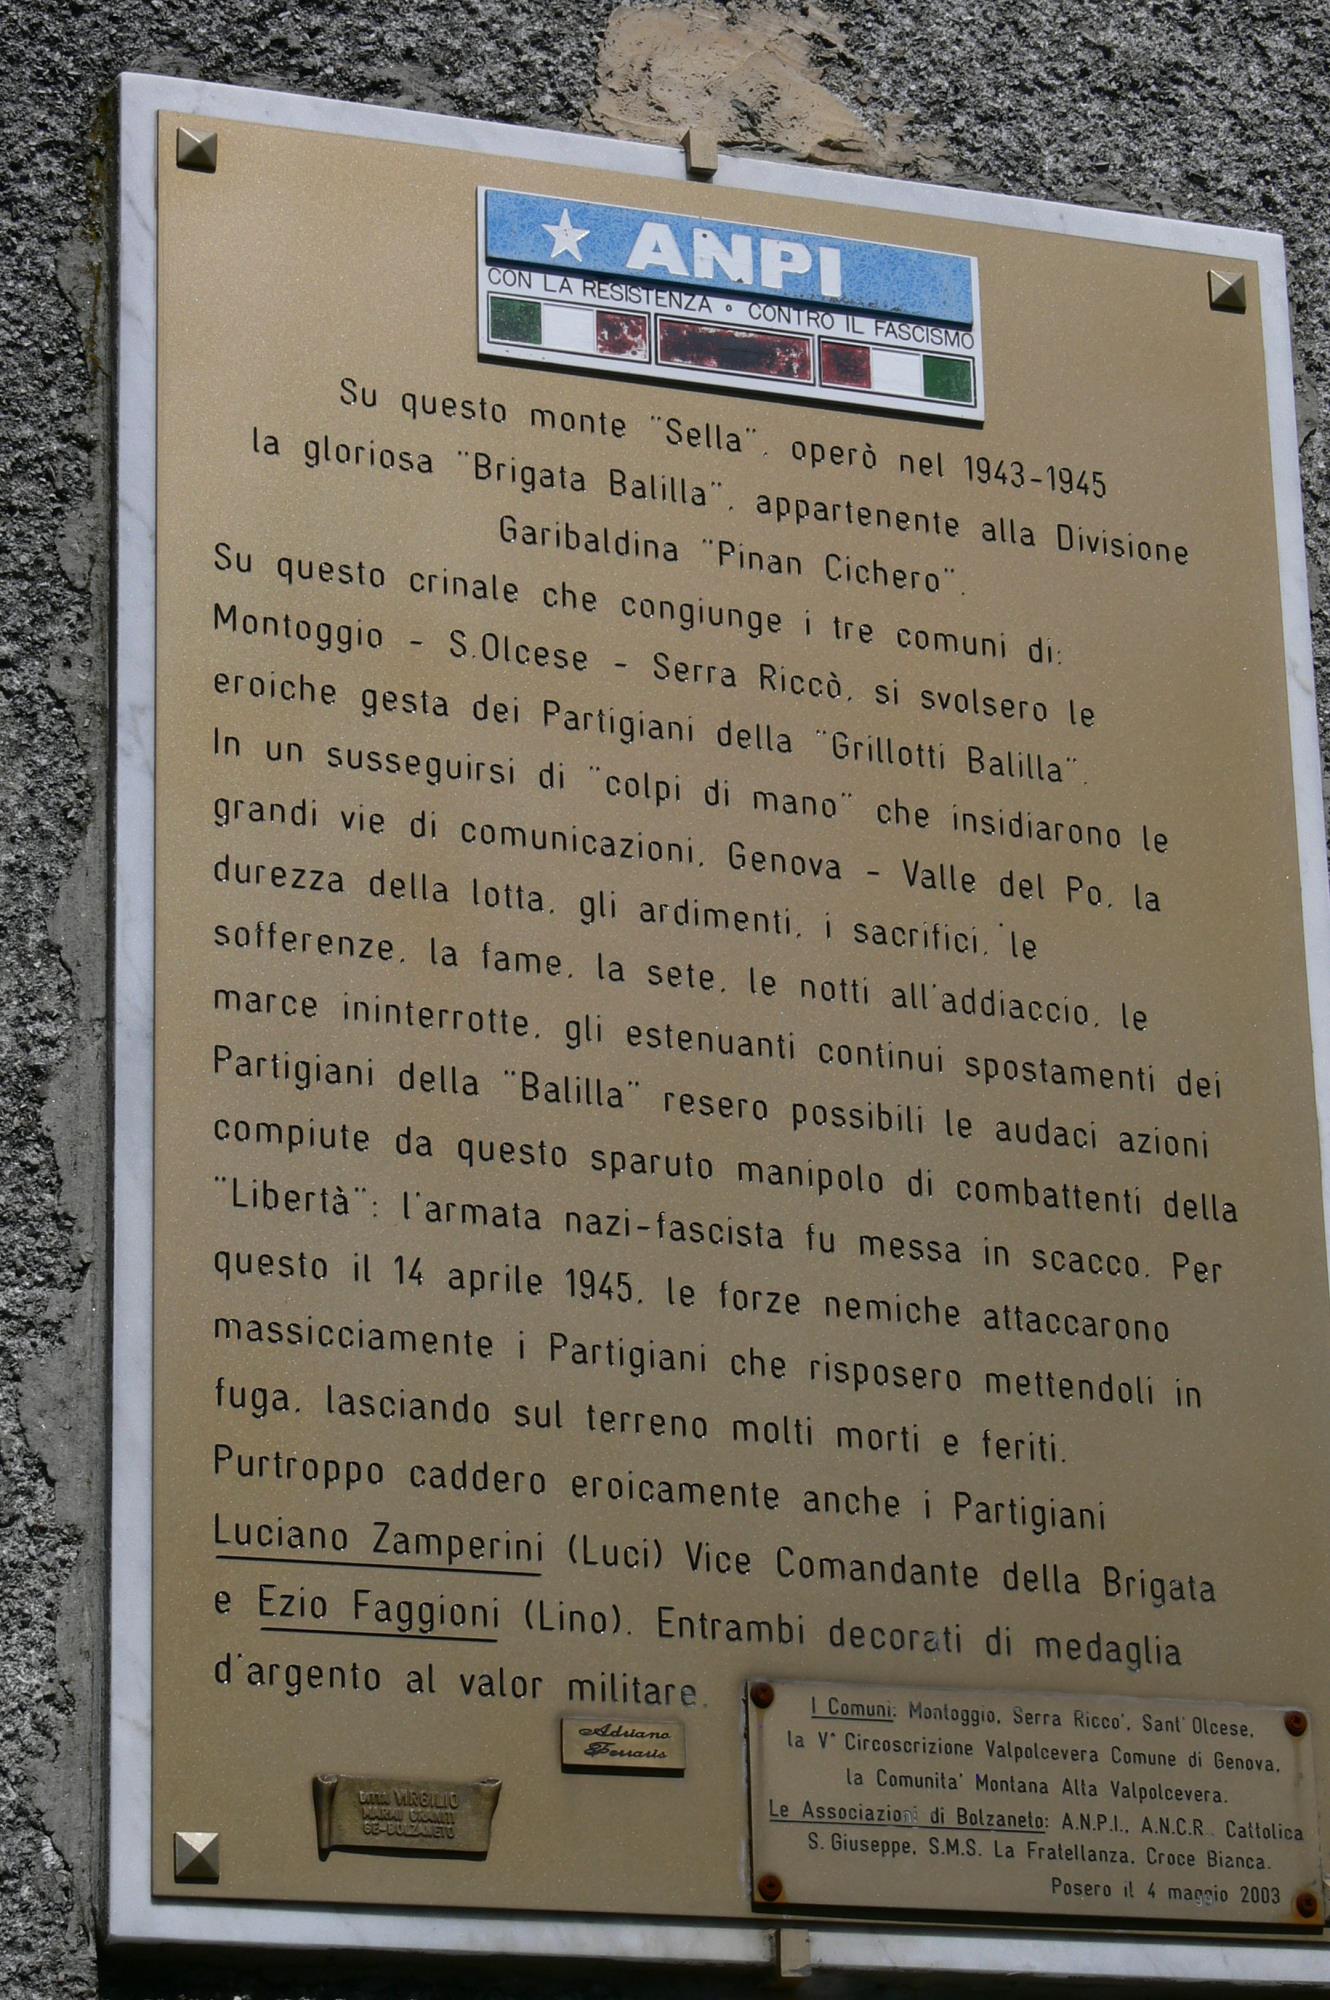 ANPI
CON LA RESISTENZA ° CONTRO IL FASCISMO
Su questo monte "Sella", operò nel 1943-1945
la gloriosa "Brigata Balilla", appartenente alla Divisione
Garibaldina "Pinan Cichero".
Su questo crinale che congiunge i tre comuni di:
Montoggio - S.Olcese - Serra Riccò, si svolsero le
eroiche gesta dei Partigiani della "Grillotti Balilla".
In un susseguirsi di "colpi di mano" che insidiarono le
grandi vie di comunicazioni, Genova - Valle del Po, la
durezza della lotta, gli ardimenti, i sacrifici, le
sofferenze, la fame, la sete, le notti all'addiaccio, le
marce ininterrotte, gli estenuanti continui spostamenti dei
Partigiani della "Balilla" resero possibili le audaci azioni
compiute da questo sparuto manipolo di combattenti della
"Libertà": l'armata nazi-fascista fu messa in scacco. Per
questo il 14 aprile 1945, le forze nemiche attaccarono
massicciamente i Partigiani che risposero mettendoli in
fuga, lasciando sul terreno molti morti e feriti.
Purtroppo caddero eroicamente anche i Partigiani
Luciano Zamperini (Luci) Vice Comandante della Brigata
e Ezio Faggioni (Lino). Entrambi decorati di medaglia
d'argento al valor militare.
Adriano
Ferraris
DITTA VIRGILIO
MARMI GRANITI
GE-BOLZANETO
I Comuni: Montoggio, Serra Ricco', Sant'Olcese,
la V^ Circoscrizione Valpolcevera Comune di Genova,
la Comunita' Montana Alta Valpolcevera.
Le Associazioni di Bolzaneto: A.N.P.I., A.N.C.R. Cattolica
S. Giuseppe, S.M.S. La Fratellanza, Croce Bianca.
Posero il 4 maggio 2003